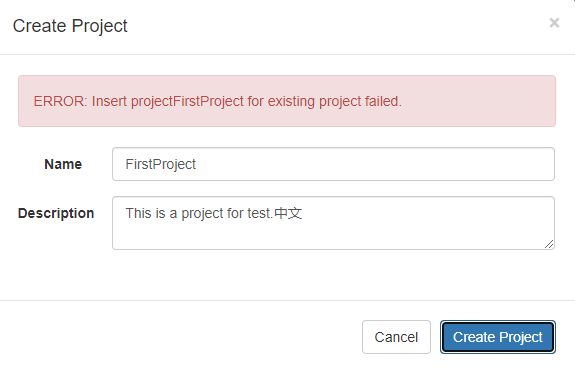 Create Project
×
ERROR: Insert projectFirstProject for existing project failed.
Name
FirstProject
Description
This is a project for test.中文
Cancel
Create Project